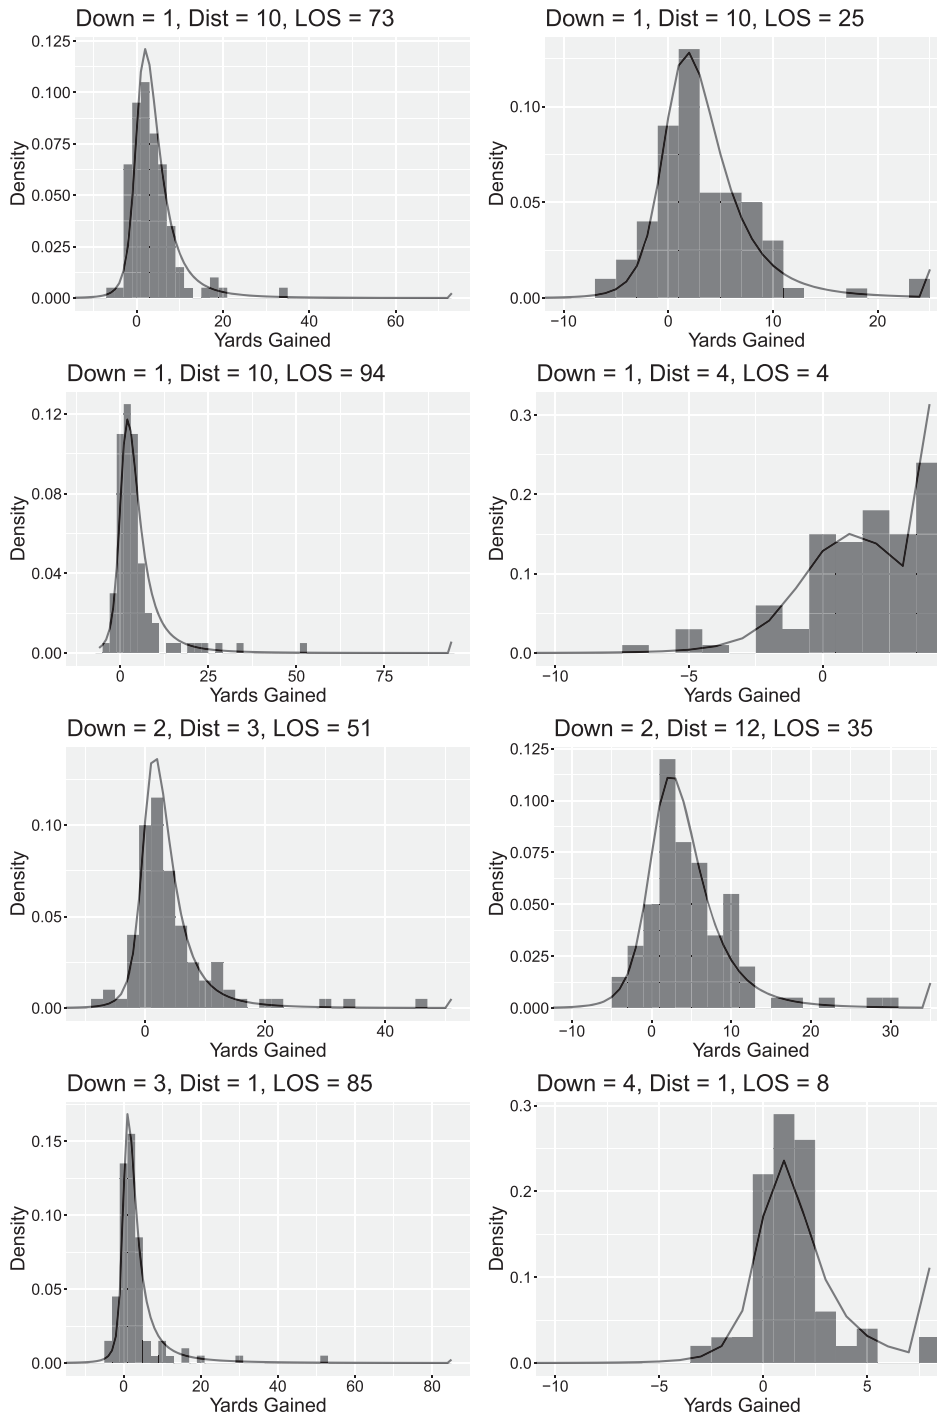 Down = 1, Dist = 10, LOS = 73
0.125
0.100
0.075
0.050
0.025
0.000
Density
0 20 40 60
Yards Gained
Down = 1, Dist = 10, LOS = 25
0.10
0.05
0.00
Density
−10 0 10 20
Yards Gained
Down = 1, Dist = 10, LOS = 94
0.12
0.08
0.04
0.00
Density
0 25 50 75
Yards Gained
Down = 1, Dist = 4, LOS = 4
0.3
0.2
0.1
0.0
Density
−10 −5 0
Yards Gained
Down = 2, Dist = 3, LOS = 51
0.10
0.05
0.00
Density
0 20 40
Yards Gained
Down = 2, Dist = 12, LOS = 35
0.125
0.100
0.075
0.050
0.025
0.000
Density
−10 0 10 20 30
Yards Gained
Down = 3, Dist = 1, LOS = 85
0.15
0.10
0.05
0.00
Density
0 20 40 60 80
Yards Gained
Down = 4, Dist = 1, LOS = 8
0.3
0.2
0.1
0.0
Density
−10 −5 0 5
Yards Gained